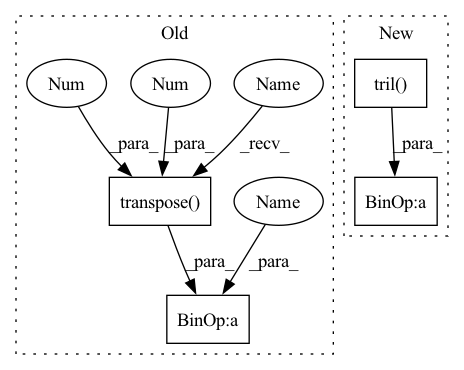 Old
New
Num
Num
Name
tril()
_para_
_para_
_recv_
_para_
transpose()
Name
BinOp:a
_para_
_para_
BinOp:a